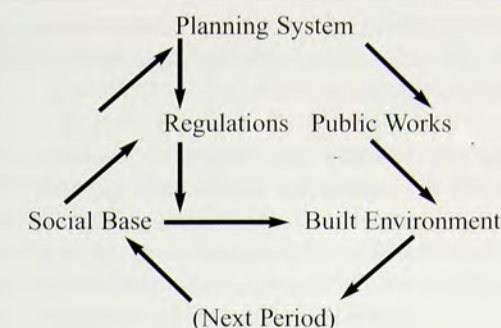 Planning System
Regulations Public Works
Social Base Built Environment
(Next Period)